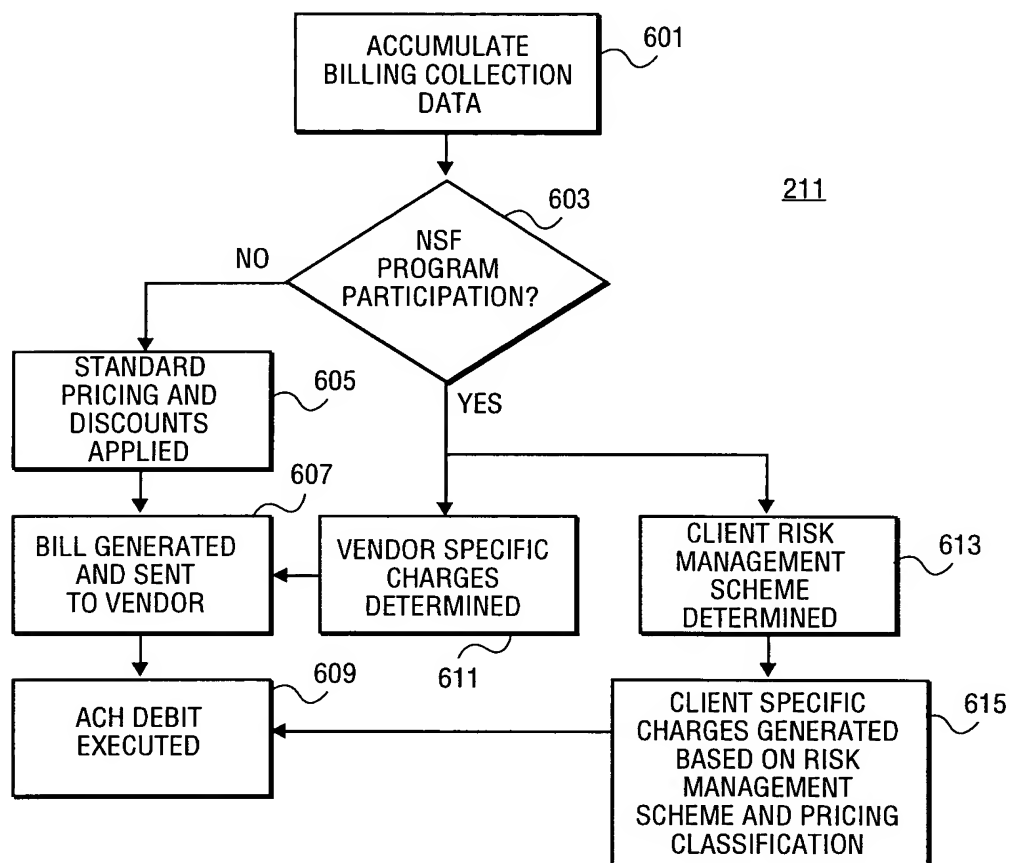 ACCUMULATE
BILLING COLLECTION
DATA
601
211
603
NSF
PROGRAM
PARTICIPATION?
NO
YES
STANDARD
PRICING AND
DISCOUNTS
APPLIED
605
607
BILL GENERATED
AND SENT
TO VENDOR
VENDOR SPECIFIC
CHARGES
DETERMINED
611
CLIENT RISK
MANAGEMENT
SCHEME
DETERMINED
613
609
ACH DEBIT
EXECUTED
CLIENT SPECIFIC
CHARGES GENERATED
BASED ON RISK
MANAGEMENT
SCHEME AND PRICING
CLASSIFICATION
615